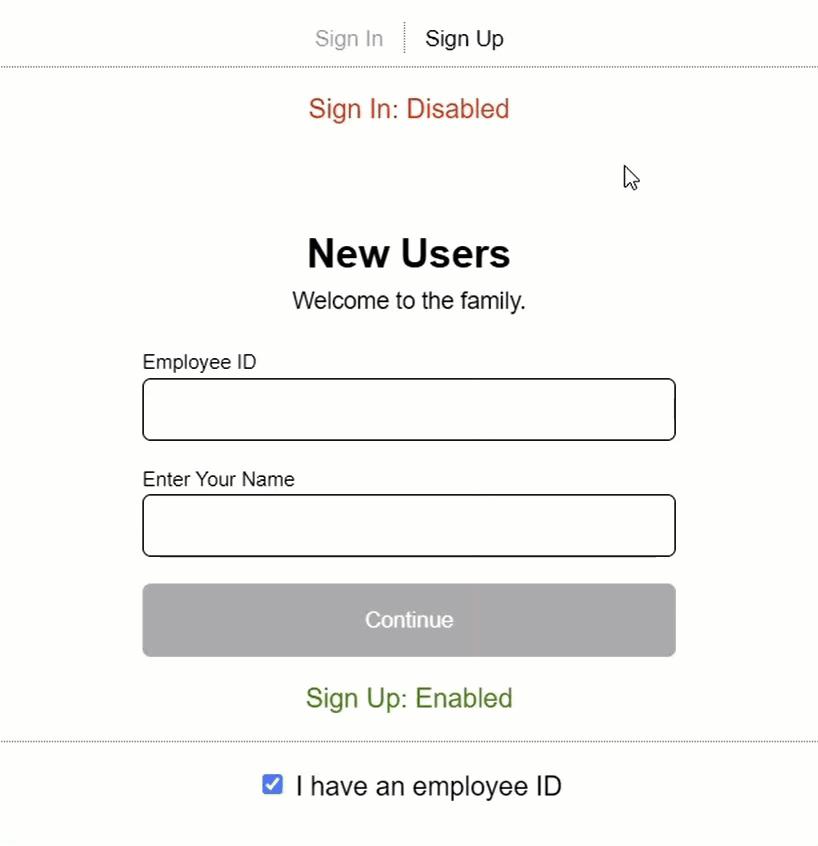 Sign In Sign Up
Sign In: Disabled
New Users
Welcome to the family.
Employee ID
Enter Your Name
Continue
Sign Up: Enabled
I have an employee ID